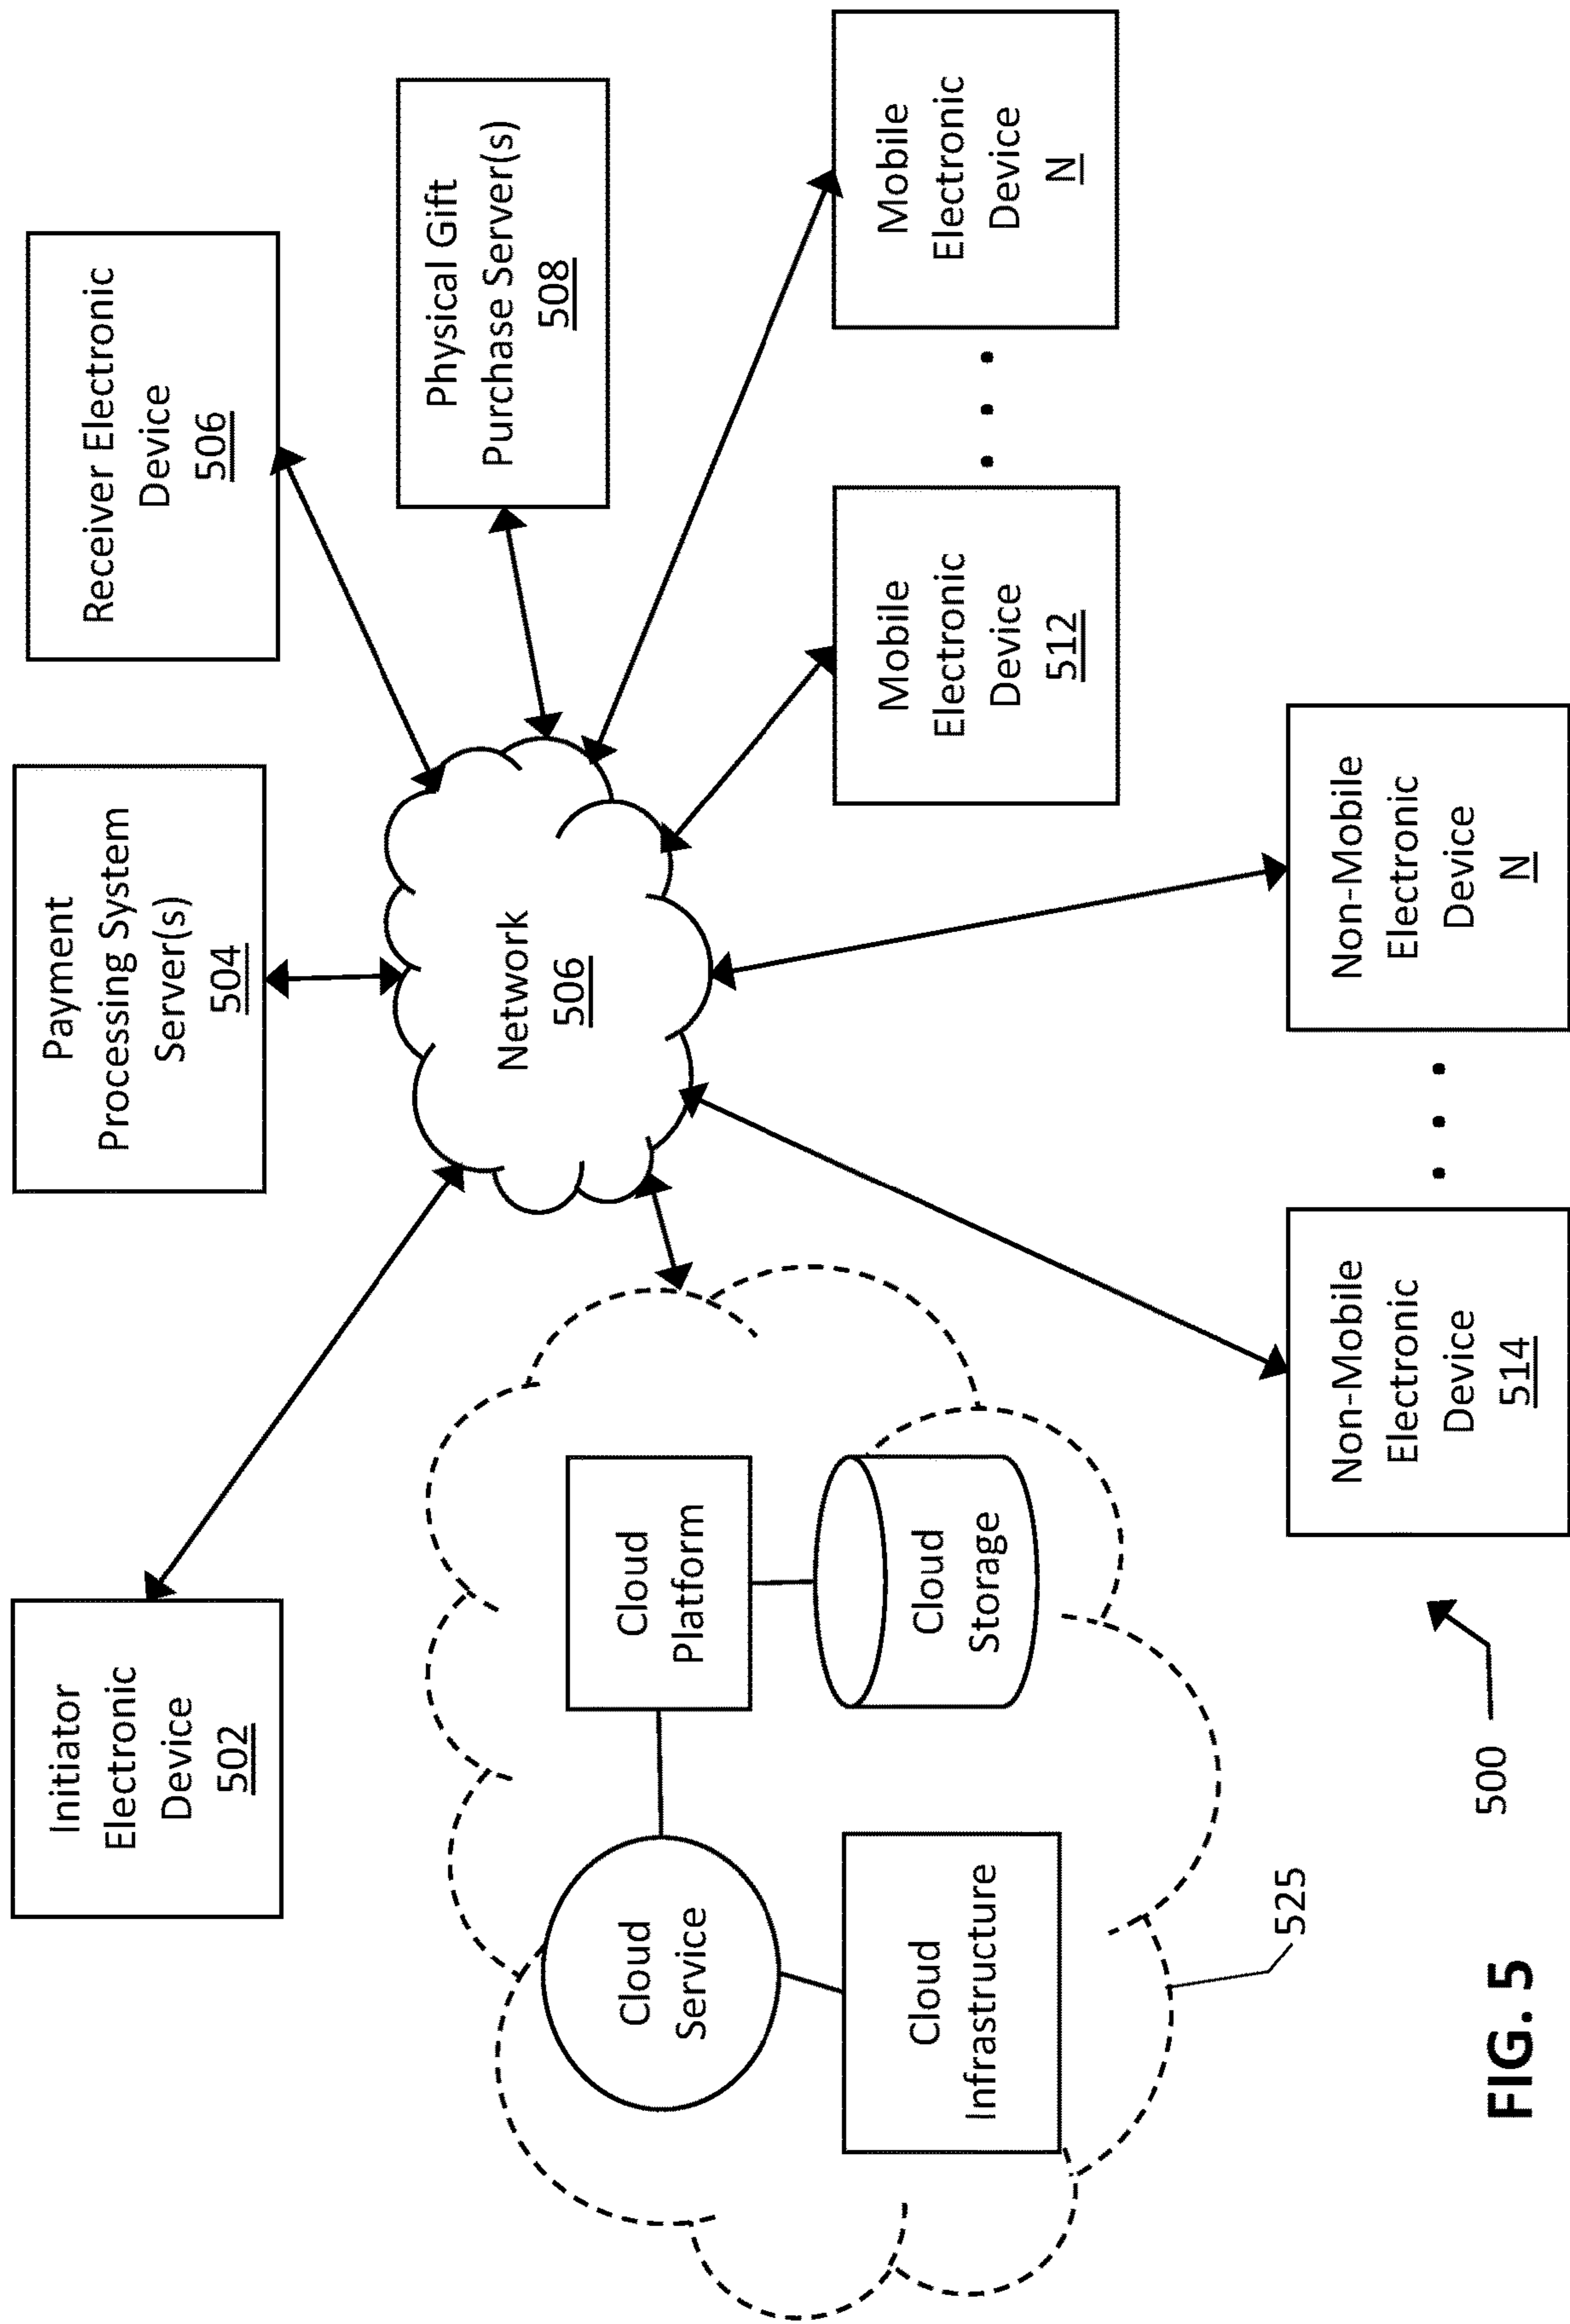 Initiator
Electronic
Device
502
Payment
Processing System
Server(s)
504
Receiver Electronic
Device
506
Physical Gift
Purchase Server(s)
508
Network
506
Cloud
Service
Cloud
Platform
Cloud
Infrastructure
Cloud
Storage
525
Mobile
Electronic
Device
512
Mobile
Electronic
Device
N
Non-Mobile
Electronic
Device
514
Non-Mobile
Electronic
Device
N
500
FIG. 5